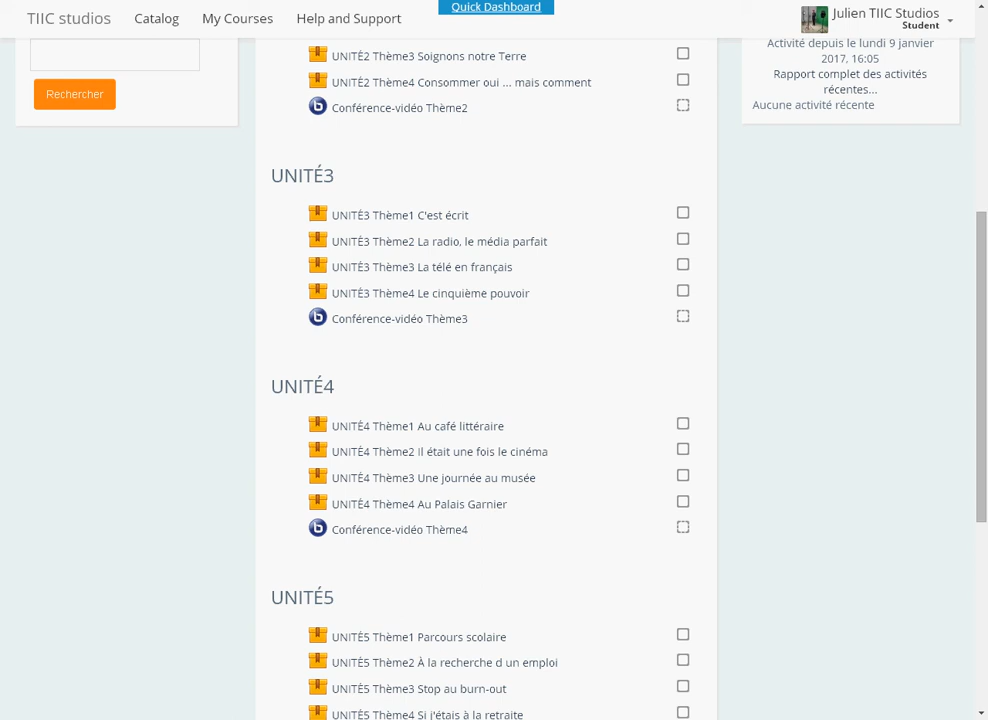 Quick Dashboard
TIIC studios
Catalog
My Courses
Help and Support
Julien TIIC Studios
Student
Rechercher
UNITÉ2 Thème3 Soignons notre Terre
UNITÉ2 Thème4 Consommer oui ... mais comment
Conférence-vidéo Thème2
UNITÉ3
UNITÉ3 Thème1 C'est écrit
UNITÉ3 Thème2 La radio, le média parfait
UNITÉ3 Thème3 La télé en français
UNITÉ3 Thème4 Le cinquième pouvoir
Conférence-vidéo Thème3
UNITÉ4
UNITÉ4 Thème1 Au café littéraire
UNITÉ4 Thème2 Il était une fois le cinéma
UNITÉ4 Thème3 Une journée au musée
UNITÉ4 Thème4 Au Palais Garnier
Conférence-vidéo Thème4
UNITÉ5
UNITÉ5 Thème1 Parcours scolaire
UNITÉ5 Thème2 À la recherche d un emploi
UNITÉ5 Thème3 Stop au burn-out
UNITÉ5 Thème4 Si j'étais à la retraite
Activité depuis le lundi 9 janvier
2017, 16:05
Rapport complet des activités
récentes...
Aucune activité récente